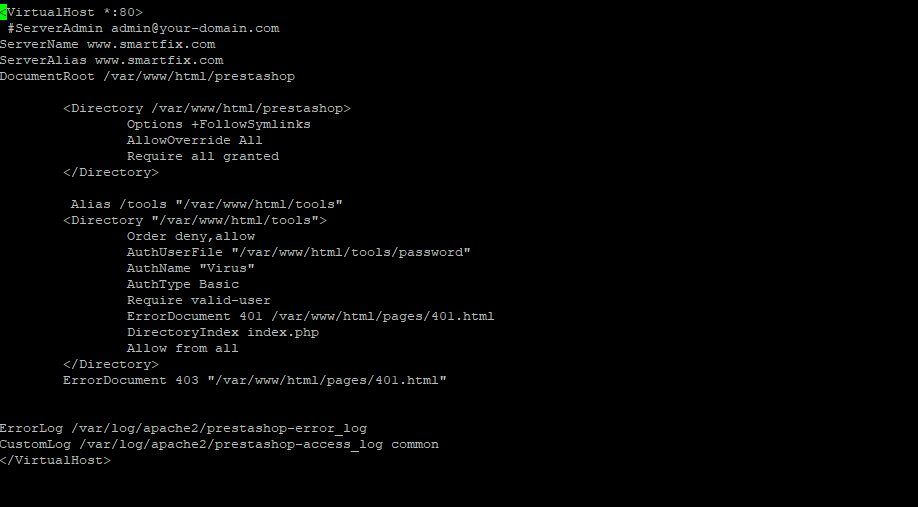 <VirtualHost *:80>
#ServerAdmin admin@your-domain.com
ServerName www.smartfix.com
ServerAlias www.smartfix.com
DocumentRoot /var/www/html/prestashop
<Directory /var/www/html/prestashop>
Options +FollowSymlinks
AllowOverride All
Require all granted
</Directory>
Alias /tools "/var/www/html/tools"
<Directory "/var/www/html/tools">
Order deny,allow
AuthUserFile "/var/www/html/tools/password"
AuthName "Virus"
AuthType Basic
Require valid-user
ErrorDocument 401 /var/www/html/pages/401.html
DirectoryIndex index.php
Allow from all
</Directory>
ErrorDocument 403 "/var/www/html/pages/401.html"
ErrorLog /var/log/apache2/prestashop-error_log
CustomLog /var/log/apache2/prestashop-access_log common
</VirtualHost>